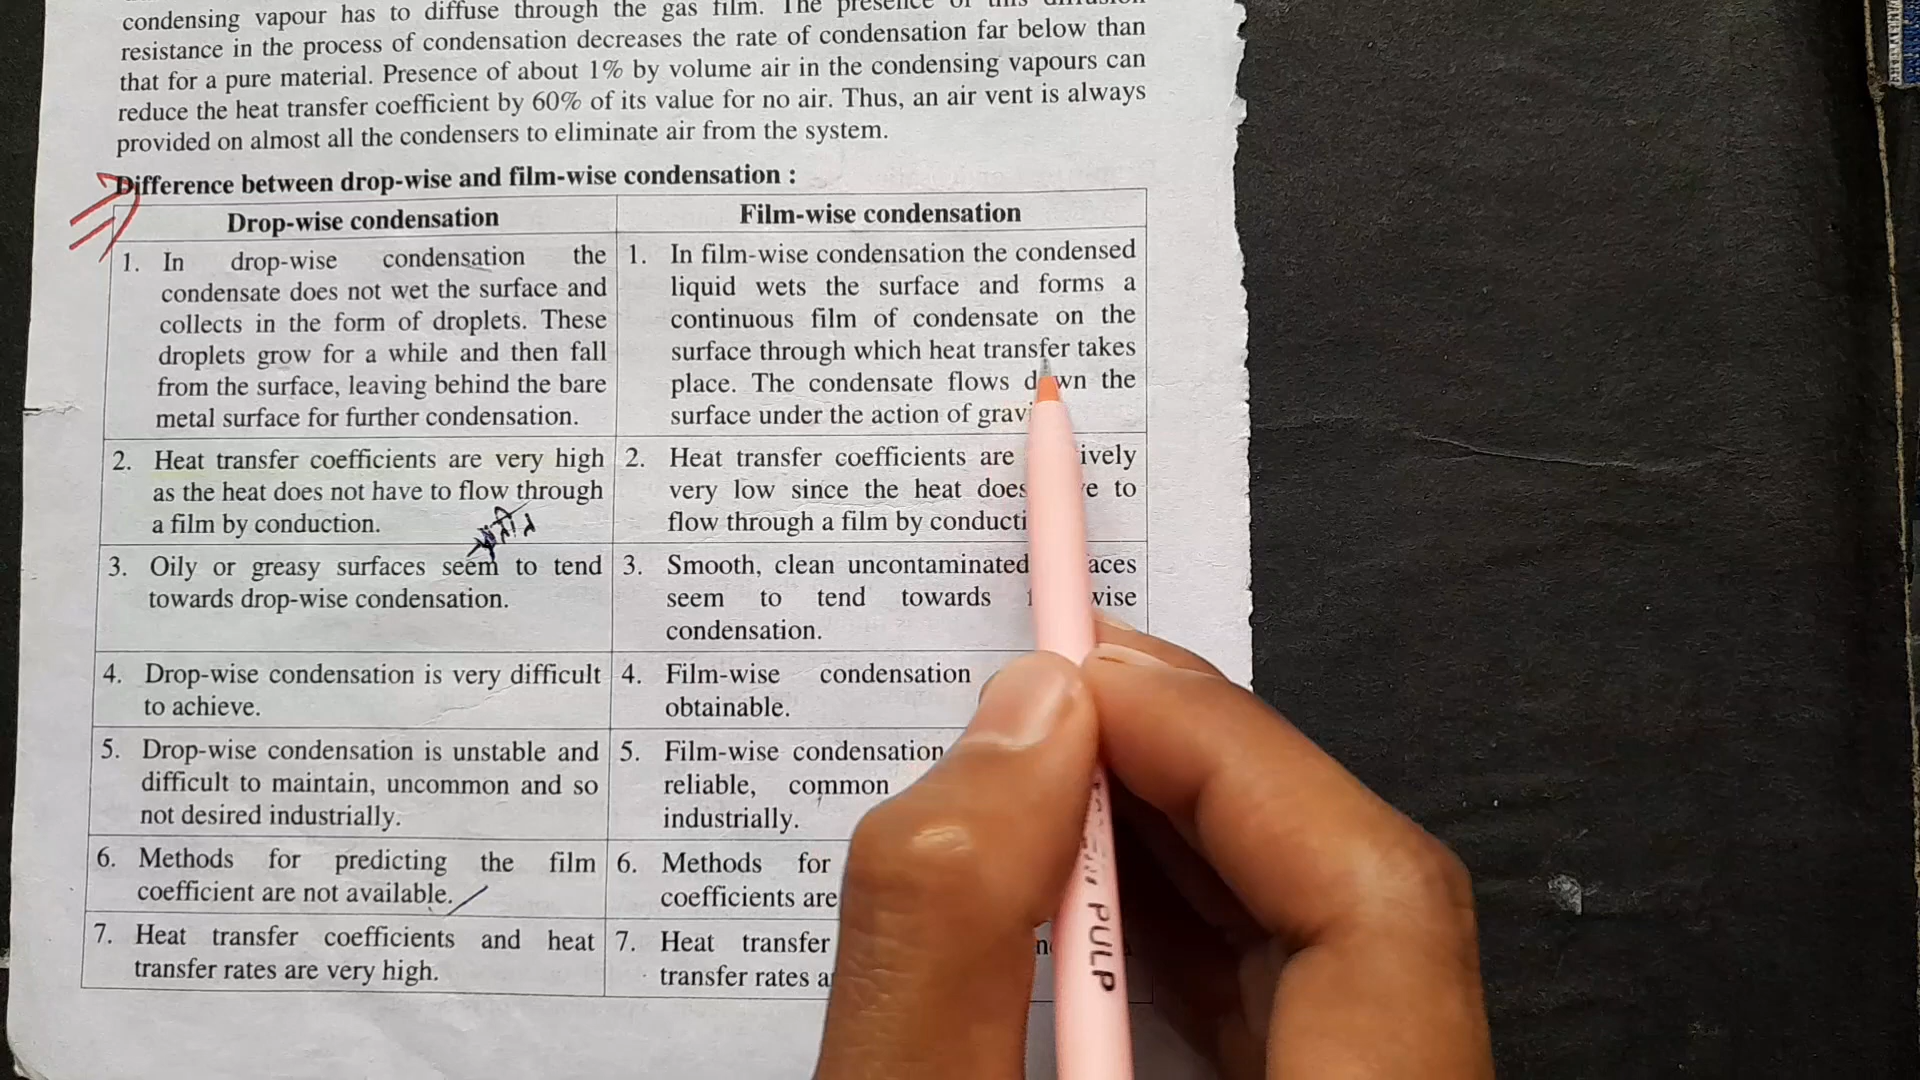 condensing vapour has to diffuse through the gas film. The presence of this diffusion
resistance in the process of condensation decreases the rate of condensation far below than
that for a pure material. Presence of about 1% by volume air in the condensing vapours can
reduce the heat transfer coefficient by 60% of its value for no air. Thus, an air vent is always
provided on almost all the condensers to eliminate air from the system.
Difference between drop-wise and film-wise condensation :
Drop-wise condensation
1. In drop-wise condensation the
condensate does not wet the surface and
collects in the form of droplets. These
droplets grow for a while and then fall
from the surface, leaving behind the bare
metal surface for further condensation.
Film-wise condensation
1. In film-wise condensation the condensed
liquid wets the surface and forms a
continuous film of condensate on the
surface through which heat transfer takes
place. The condensate flows down the
surface under the action of gravi
2. Heat transfer coefficients are very high
as the heat does not have to flow through
a film by conduction.
2. Heat transfer coefficients are ively
very low since the heat does e to
flow through a film by conducti
3. Oily or greasy surfaces seem to tend
towards drop-wise condensation.
3. Smooth, clean uncontaminated aces
seem to tend towards wise
condensation.
4. Drop-wise condensation is very difficult
to achieve.
4. Film-wise condensation
obtainable.
5. Drop-wise condensation is unstable and
difficult to maintain, uncommon and so
not desired industrially.
5. Film-wise condensation
reliable, common
industrially.
6. Methods for predicting the film
coefficient are not available.
6. Methods for
coefficients are
7. Heat transfer coefficients and heat
transfer rates are very high.
7. Heat transfer
transfer rates a
PULP